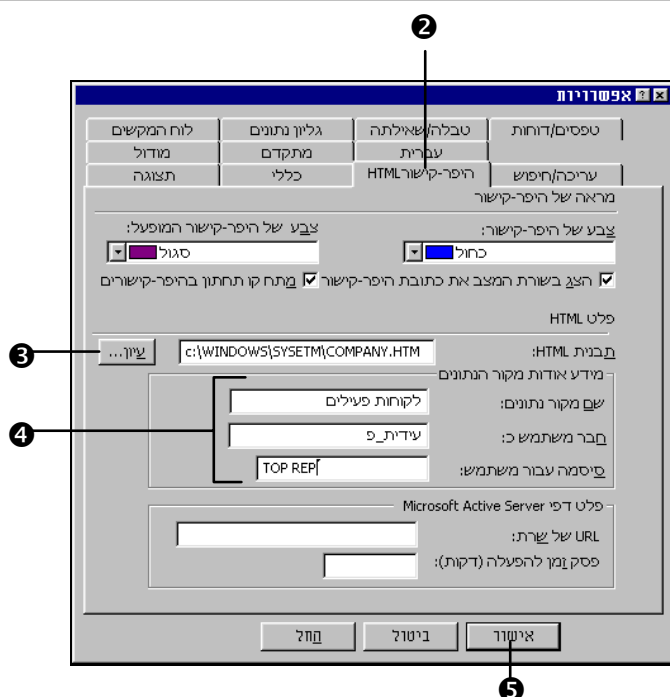 ❷
אפשרויות
טפסים/דוחות טבלה/שאילתה גליון נתונים לוח המקשים
עברית מתקדם מודול
עריכה/חיפוש היפר-קישורHTML כללי תצוגה
מראה של היפר-קישור
צבע של היפר-קישור: צבע של היפר-קישור המופעל:
כחול סגול
הצג בשורת המצב את כתובת היפר-קישור מתח קו תחתון בהיפר-קישורים
פלט HTML
תבנית HTML: c:\WINDOWS\SYSETM\COMPANY.HTM עיון... ❸
מידע אודות מקור הנתונים
שם מקור נתונים: לקוחות פעילים
חבר משתמש כ: עידית_פ ❹
סיסמה עבור משתמש: TOP REP
פלט דפי Microsoft Active Server
URL של שרת:
פסק זמן להפעלה (דקות):
אישור ביטול החל
❺